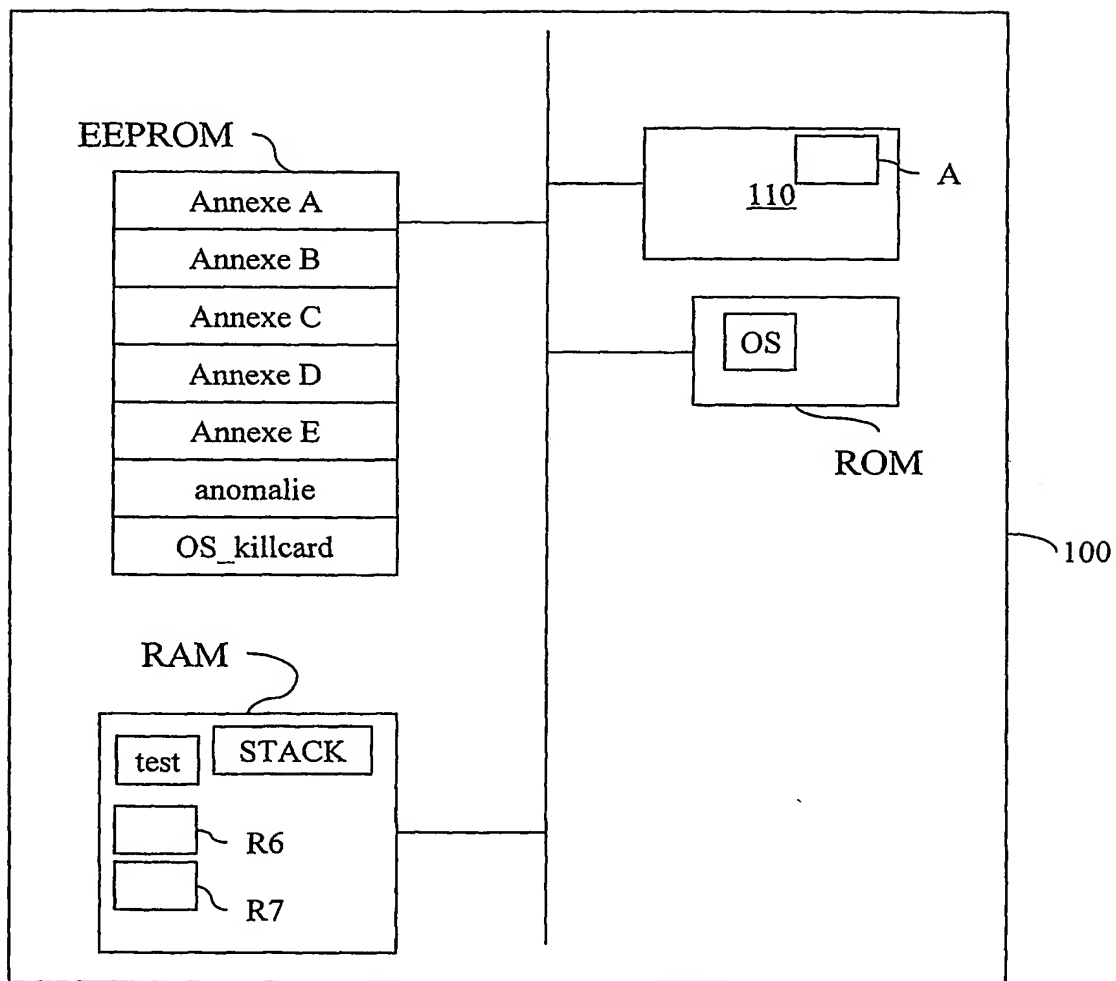 EEPROM
Annexe A
Annexe B
Annexe C
Annexe D
Annexe E
anomalie
OS_killcard
110
A
OS
ROM
100
RAM
test
STACK
R6
R7